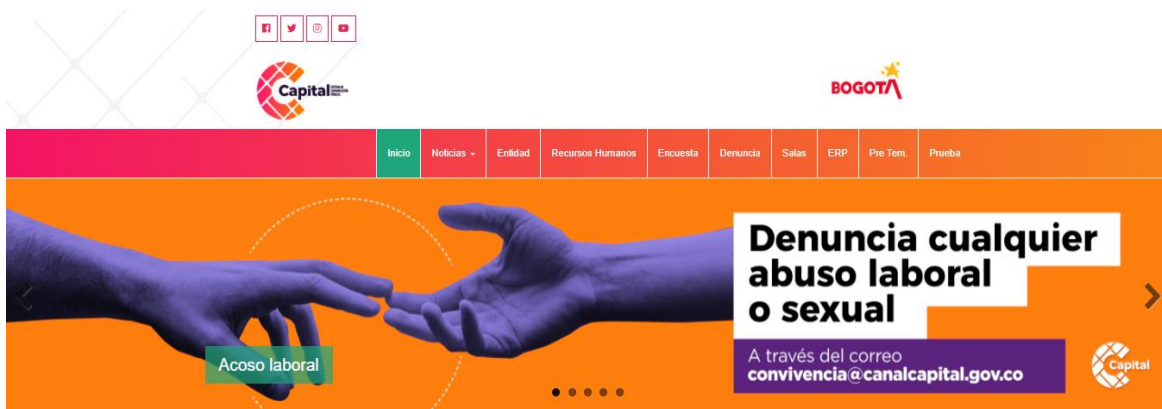 Capital
BOGOTÁ
Inicio
Noticias
Entidad
Recursos Humanos
Encuesta
Denuncia
Salas
ERP
Pre Tem.
Prueba
Denuncia cualquier
abuso laboral
o sexual
A través del correo
convivencia@canalcapital.gov.co
Acoso laboral
Capital